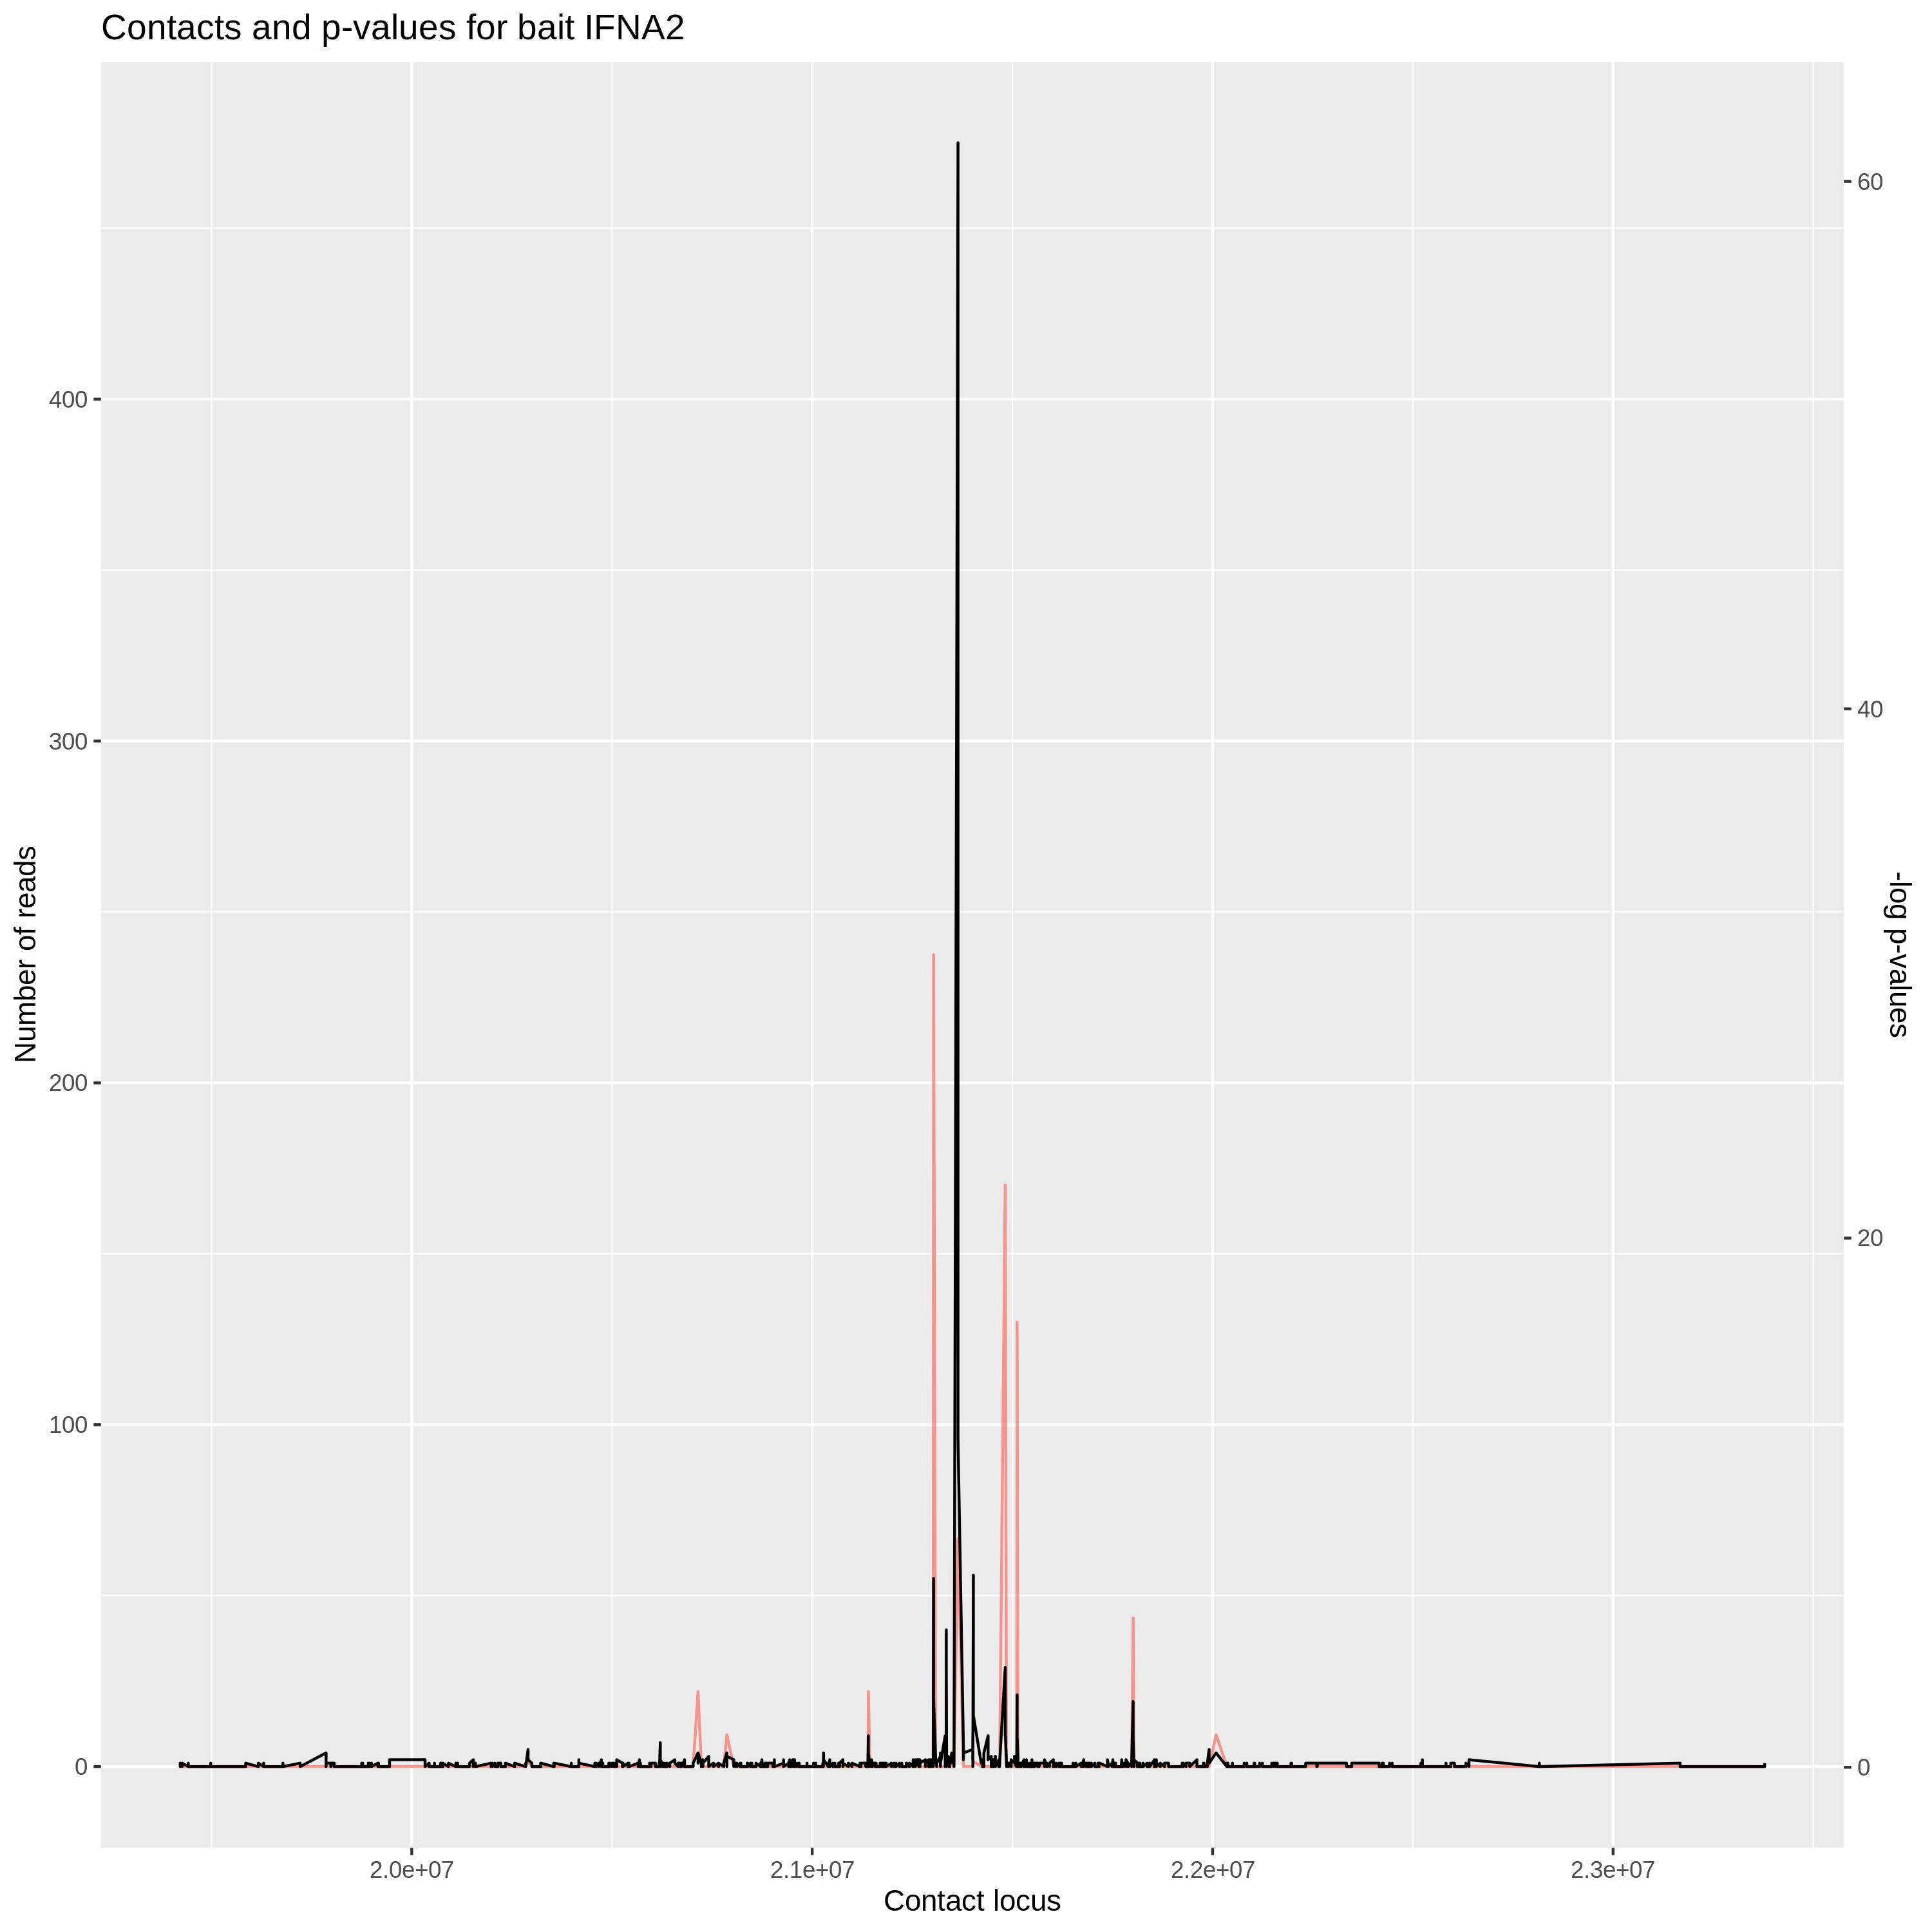 Contacts and p-values for bait IFNA2
Number of reads
400
300
200
100
0
60
40
20
0
-log p-values
2.0e+07
2.1e+07
2.2e+07
2.3e+07
Contact locus